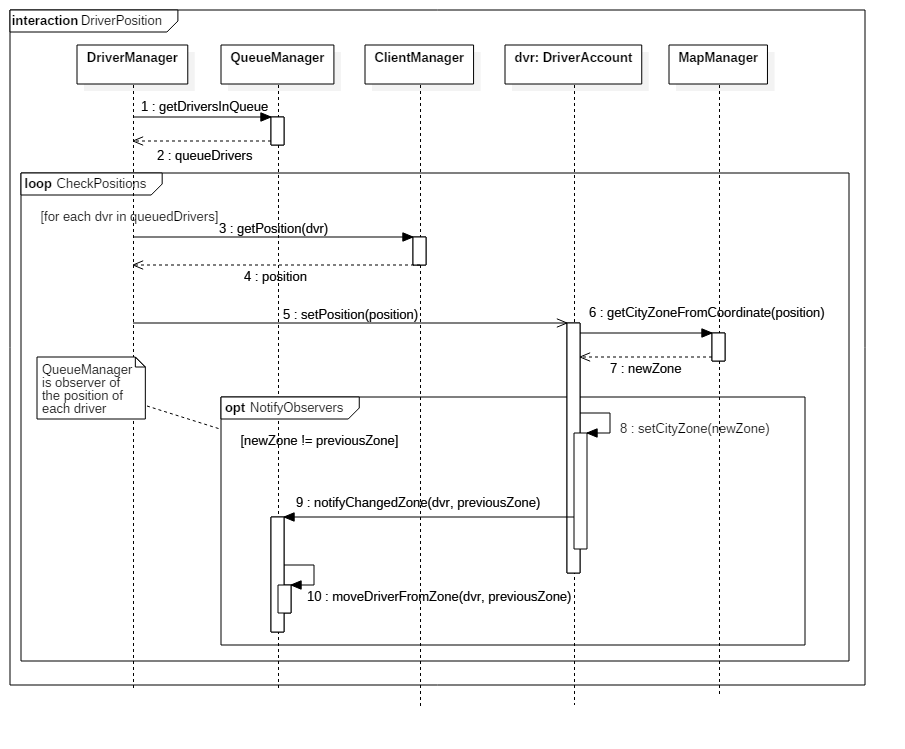 interaction DriverPosition
DriverManager
QueueManager
ClientManager
dvr: DriverAccount
MapManager
1 : getDriversInQueue
2 : queueDrivers
loop CheckPositions
[for each dvr in queuedDrivers]
3 : getPosition(dvr)
4 : position
5 : setPosition(position)
6 : getCityZoneFromCoordinate(position)
7 : newZone
QueueManager
is observer of
the position of
each driver
opt NotifyObservers
[newZone != previousZone]
8 : setCityZone(newZone)
9 : notifyChangedZone(dvr, previousZone)
10 : moveDriverFromZone(dvr, previousZone)